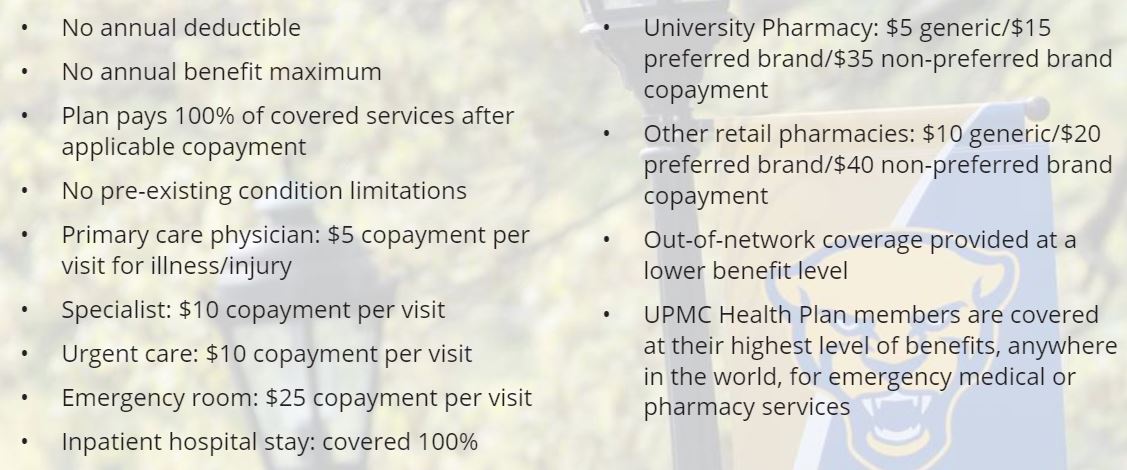 • No annual deductible
• No annual benefit maximum
• Plan pays 100% of covered services after
applicable copayment
• No pre-existing condition limitations
• Primary care physician: $5 copayment per
visit for illness/injury
• Specialist: $10 copayment per visit
• Urgent care: $10 copayment per visit
• Emergency room: $25 copayment per visit
• Inpatient hospital stay: covered 100%
• University Pharmacy: $5 generic/$15
preferred brand/$35 non-preferred brand
copayment
• Other retail pharmacies: $10 generic/$20
preferred brand/$40 non-preferred brand
copayment
• Out-of-network coverage provided at a
lower benefit level
• UPMC Health Plan members are covered
at their highest level of benefits, anywhere
in the world, for emergency medical or
pharmacy services